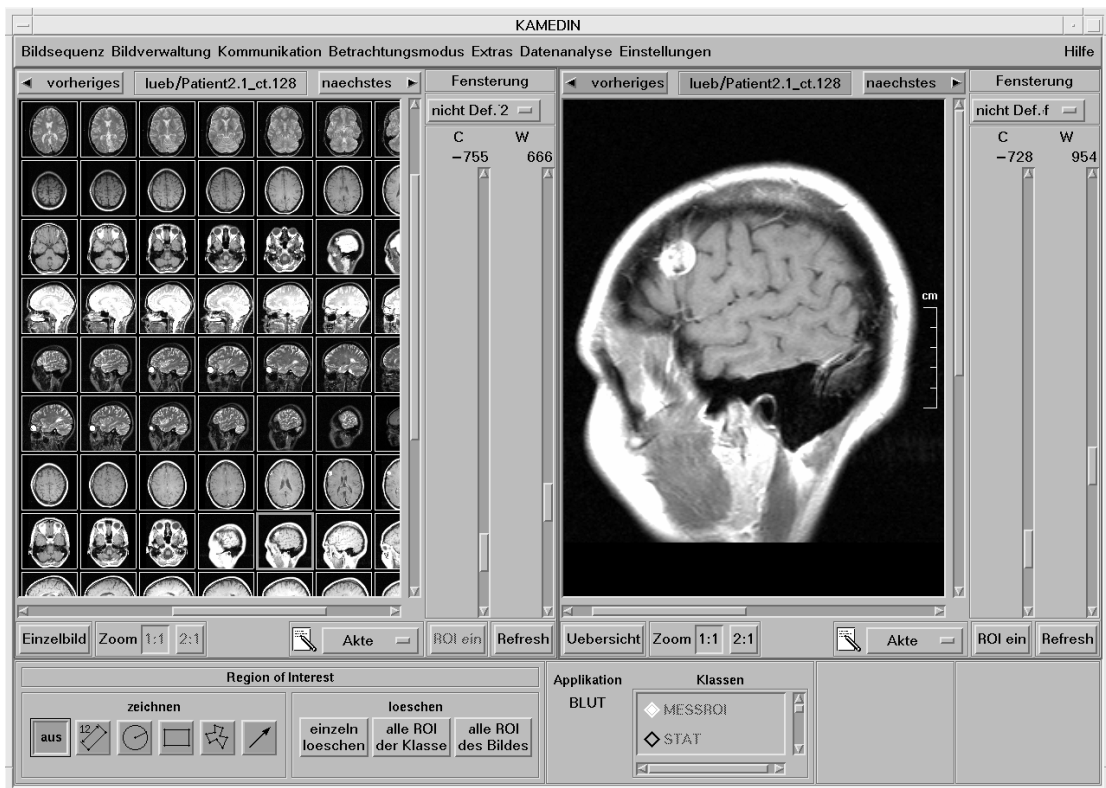 KAMEDIN
Bildsequenz Bildverwaltung Kommunikation Betrachtungsmodus Extras Datenanalyse Einstellungen Hilfe
vorheriges lueb/Patient2.1_ct.128 naechstes Fensterung
nicht Def. 2
C W
-755 666
Einzelbild Zoom 1:1 2:1 Akte ROI ein Refresh
vorheriges lueb/Patient2.1_ct.128 naechstes Fensterung
nicht Def. f
C W
-728 954
cm
Uebersicht Zoom 1:1 2:1 Akte ROI ein Refresh
Region of Interest
zeichnen
aus 12
loeschen
einzeln loeschen
alle ROI der Klasse
alle ROI des Bildes
Applikation
BLUT
Klassen
MESSROI
STAT